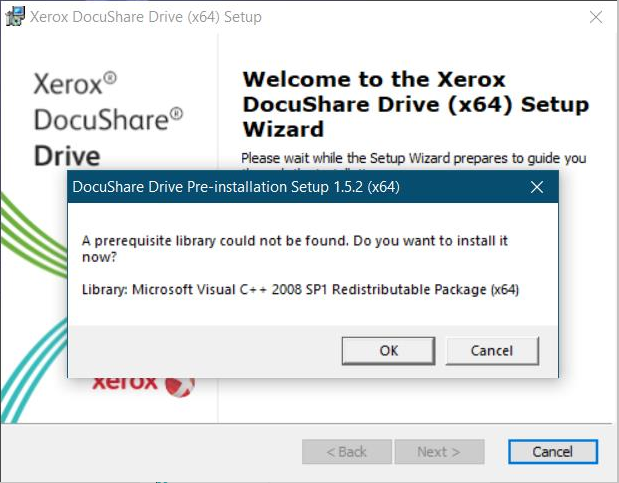 Xerox DocuShare Drive (x64) Setup
Xerox®
DocuShare®
Drive
Welcome to the Xerox
DocuShare Drive (x64) Setup
Wizard
Please wait while the Setup Wizard prepares to guide you
DocuShare Drive Pre-installation Setup 1.5.2 (x64)
A prerequisite library could not be found. Do you want to install it
now?
Library: Microsoft Visual C++ 2008 SP1 Redistributable Package (x64)
OK
Cancel
xerox
< Back
Next >
Cancel